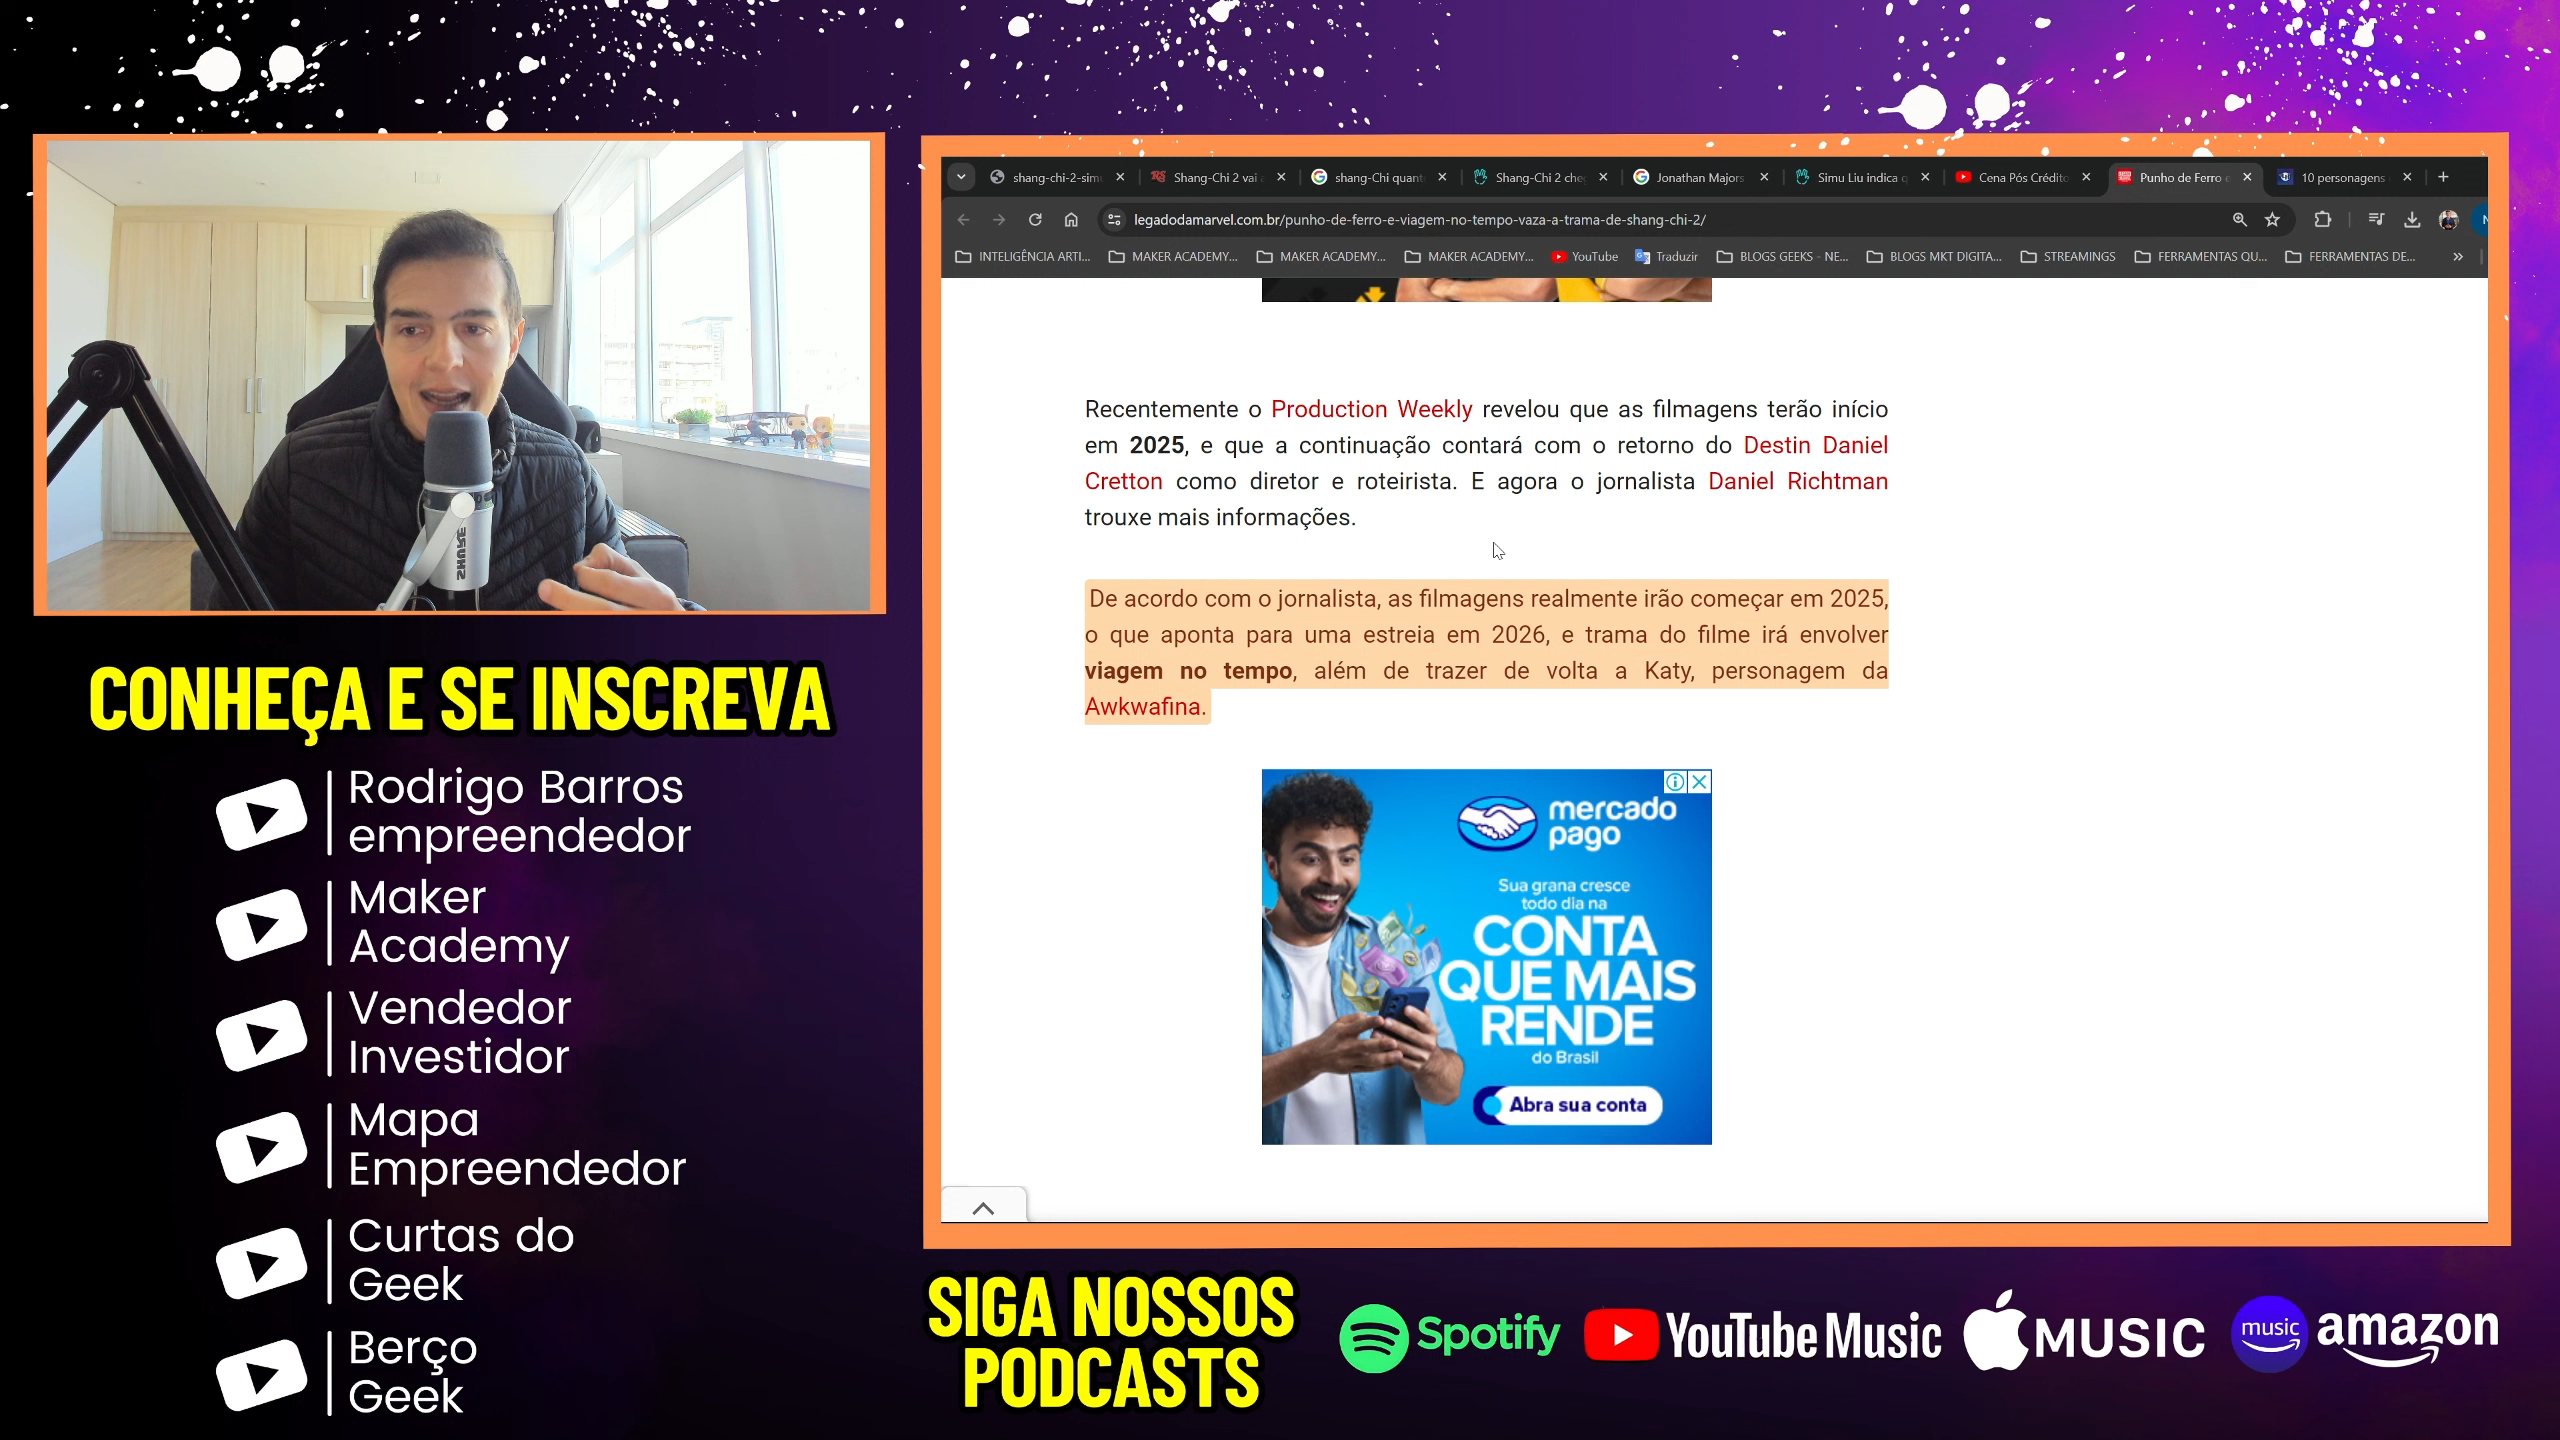 SHURE
CONHEÇA E SE INSCREVA
Rodrigo Barros
empreendedor
Maker
Academy
Vendedor
Investidor
Mapa
Empreendedor
Curtas do
Geek
Berço
Geek
shang-chi-2-sim
Shang-Chi 2 vai
shang-Chi quant
Shang-Chi 2 che
Jonathan Majors
Simu Liu indica q
Cena Pós Crédito
Punho de Ferro e
10 personagens
legadodamarvel.com.br/punho-de-ferro-e-viagem-no-tempo-vaza-a-trama-de-shang-chi-2/
INTELIGÊNCIA ARTI...
MAKER ACADEMY...
MAKER ACADEMY...
MAKER ACADEMY...
YouTube
Traduzir
BLOGS GEEKS - NE...
BLOGS MKT DIGITA...
STREAMINGS
FERRAMENTAS QU...
FERRAMENTAS DE...
Recentemente o Production Weekly revelou que as filmagens terão início
em 2025, e que a continuação contará com o retorno do Destin Daniel
Cretton como diretor e roteirista. E agora o jornalista Daniel Richtman
trouxe mais informações.
De acordo com o jornalista, as filmagens realmente irão começar em 2025,
o que aponta para uma estreia em 2026, e trama do filme irá envolver
viagem no tempo, além de trazer de volta a Katy, personagem da
Awkwafina.
mercado
pago
Sua grana cresce
todo dia na
CONTA
QUE MAIS
RENDE
do Brasil
Abra sua conta
SIGA NOSSOS
PODCASTS
Spotify
YouTube Music
MUSIC
music
amazon